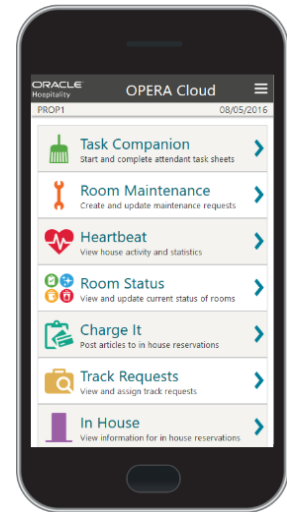 ORACLE
Hospitality
OPERA Cloud
PROP1 08/05/2016
Task Companion
Start and complete attendant task sheets
Room Maintenance
Create and update maintenance requests
Heartbeat
View house activity and statistics
Room Status
View and update current status of rooms
Charge It
Post articles to in house reservations
Track Requests
View and assign track requests
In House
View information for in house reservations